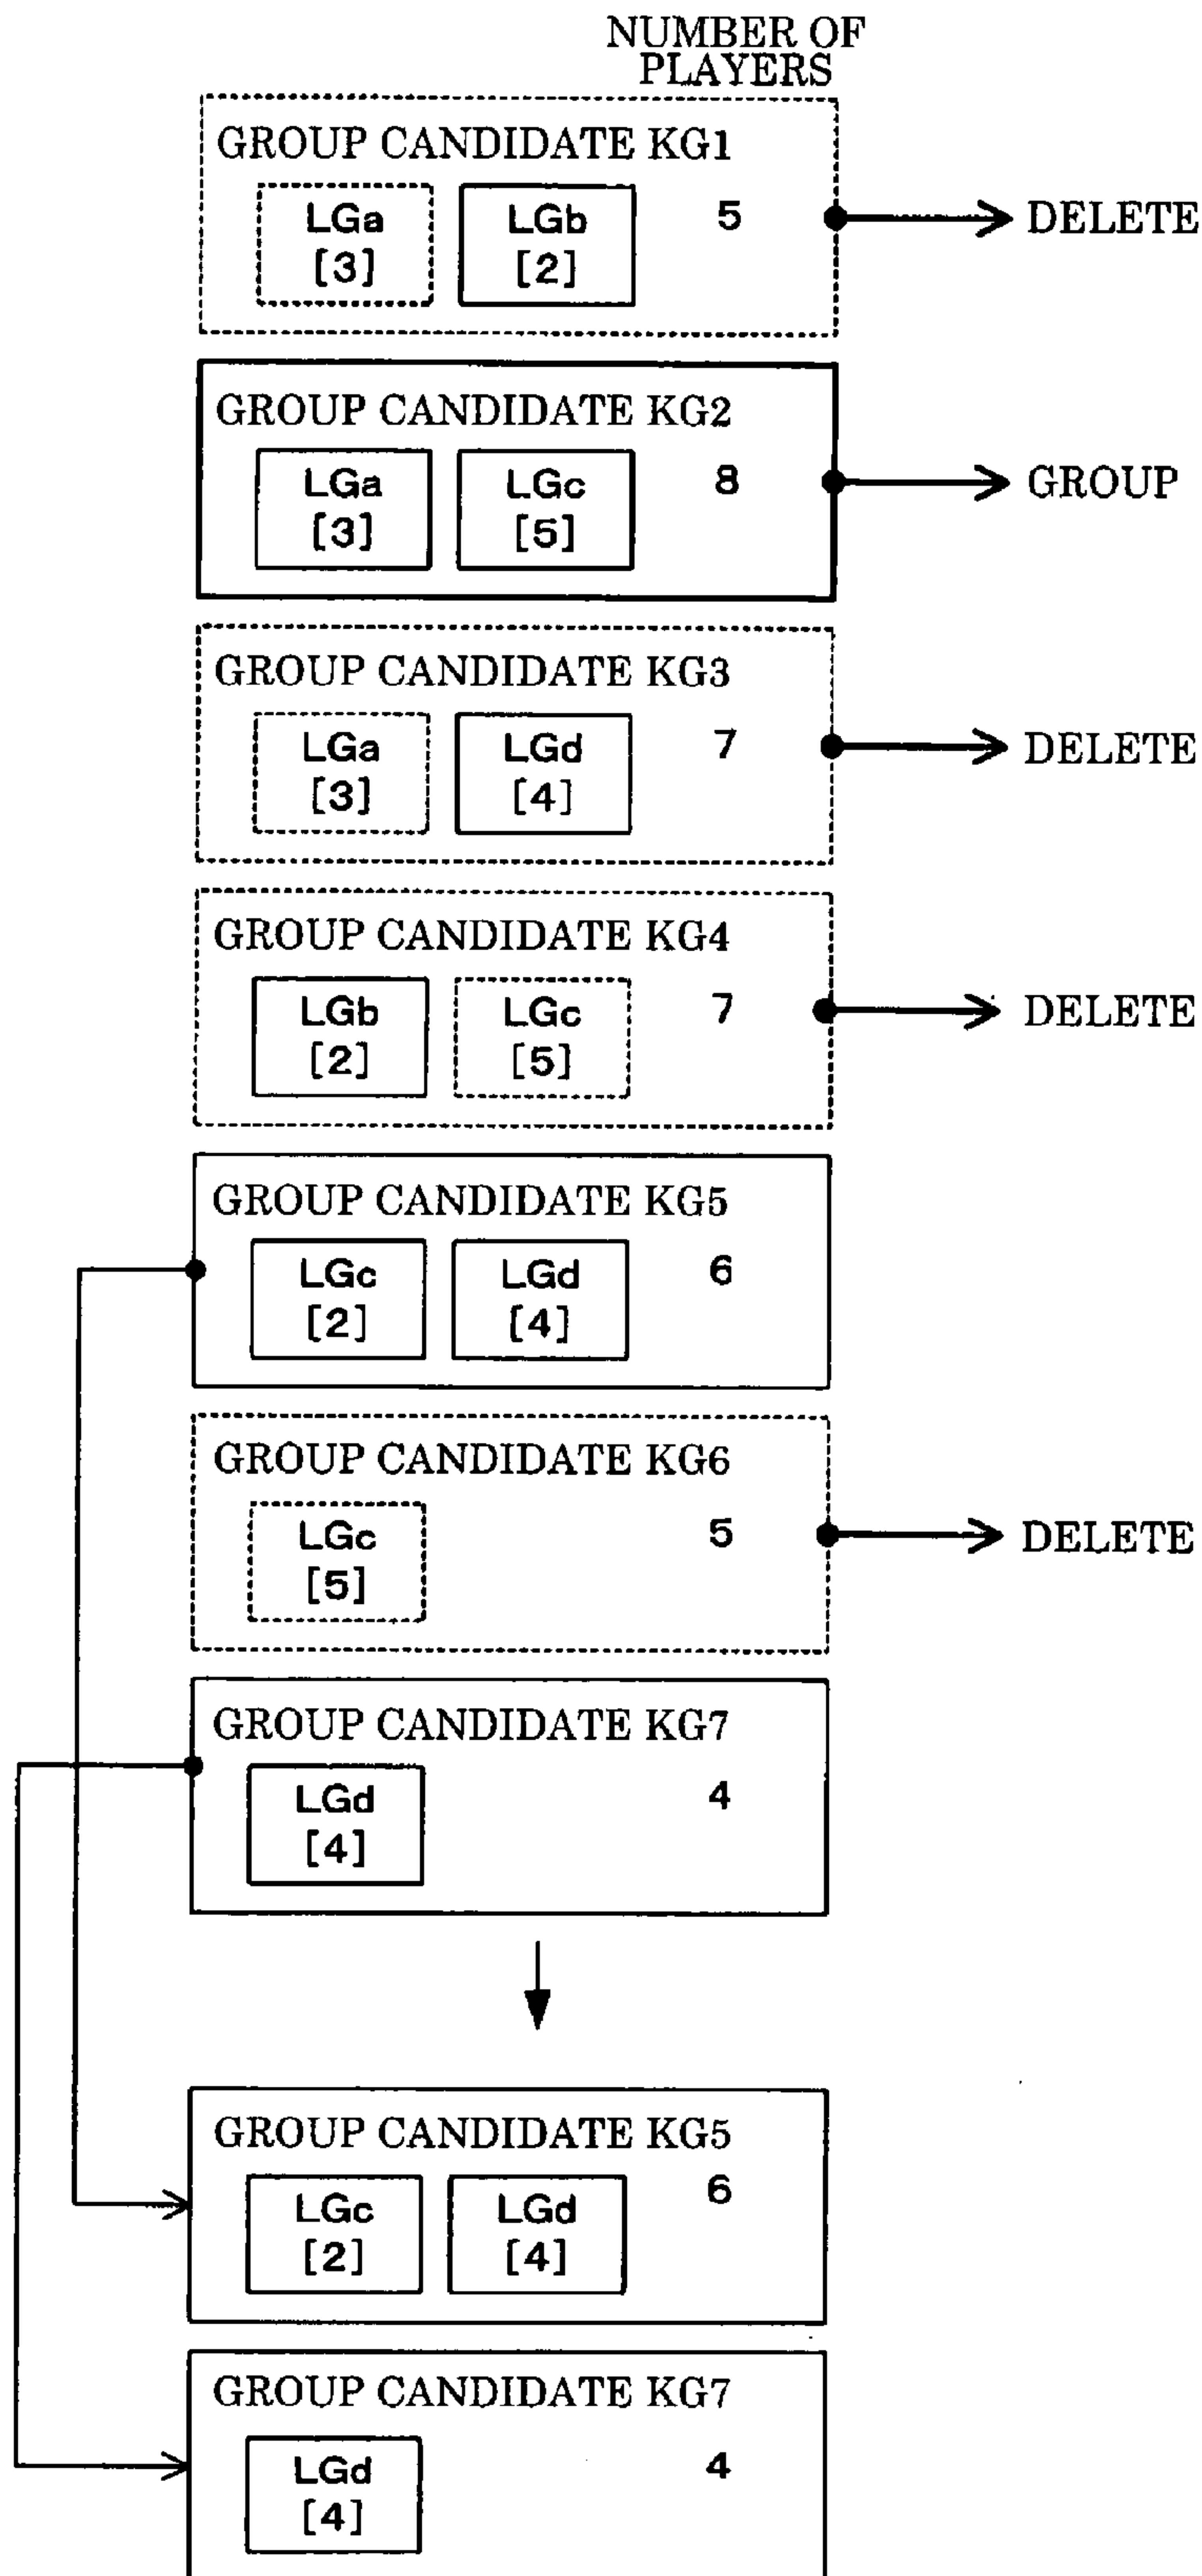 NUMBER OF
PLAYERS
GROUP CANDIDATE KG1
LGa LGb 5 DELETE
[3] [2]
GROUP CANDIDATE KG2
LGa LGc 8 GROUP
[3] [5]
GROUP CANDIDATE KG3
LGa LGd 7 DELETE
[3] [4]
GROUP CANDIDATE KG4
LGb LGc 7 DELETE
[2] [5]
GROUP CANDIDATE KG5
LGc LGd 6
[2] [4]
GROUP CANDIDATE KG6
LGc 5 DELETE
[5]
GROUP CANDIDATE KG7
LGd 4
[4]
GROUP CANDIDATE KG5
LGc LGd 6
[2] [4]
GROUP CANDIDATE KG7
LGd 4
[4]